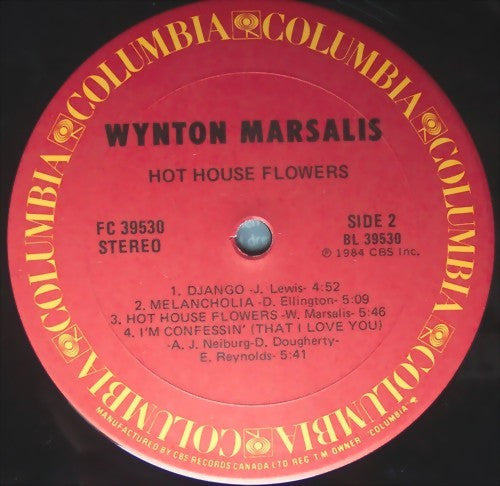 COLUMBIA COLUMBIA COLUMBIA COLUMBIA COLUMBIA COLUMBIA
WYNTON MARSALIS
HOT HOUSE FLOWERS
FC 39530
STEREO
SIDE 2
BL 39530
℗ 1984 CBS Inc.
1. DJANGO -J. Lewis- 4:52
2. MELANCHOLIA -D. Ellington- 5:09
3. HOT HOUSE FLOWERS -W. Marsalis- 5:46
4. I'M CONFESSIN' (THAT I LOVE YOU)
-A. J. Neiburg-D. Dougherty-
E. Reynolds- 5:41
MANUFACTURED BY CBS RECORDS CANADA LTD REG. T M. OWNER "COLUMBIA"